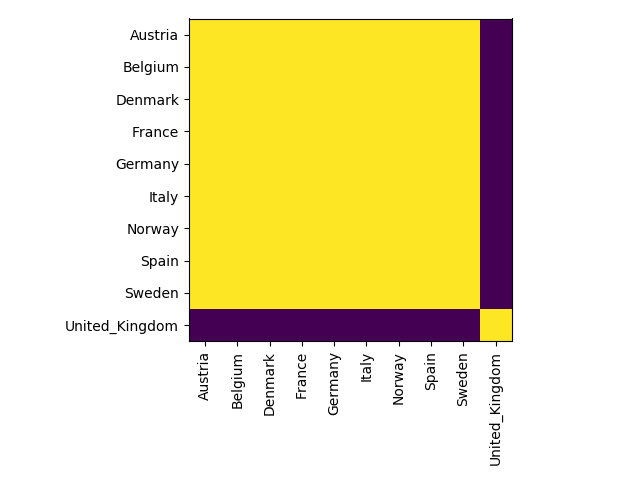 Austria
Belgium
Denmark
France
Germany
Italy
Norway
Spain
Sweden
United_Kingdom
Austria
Belgium
Denmark
France
Germany
Italy
Norway
Spain
Sweden
United_Kingdom